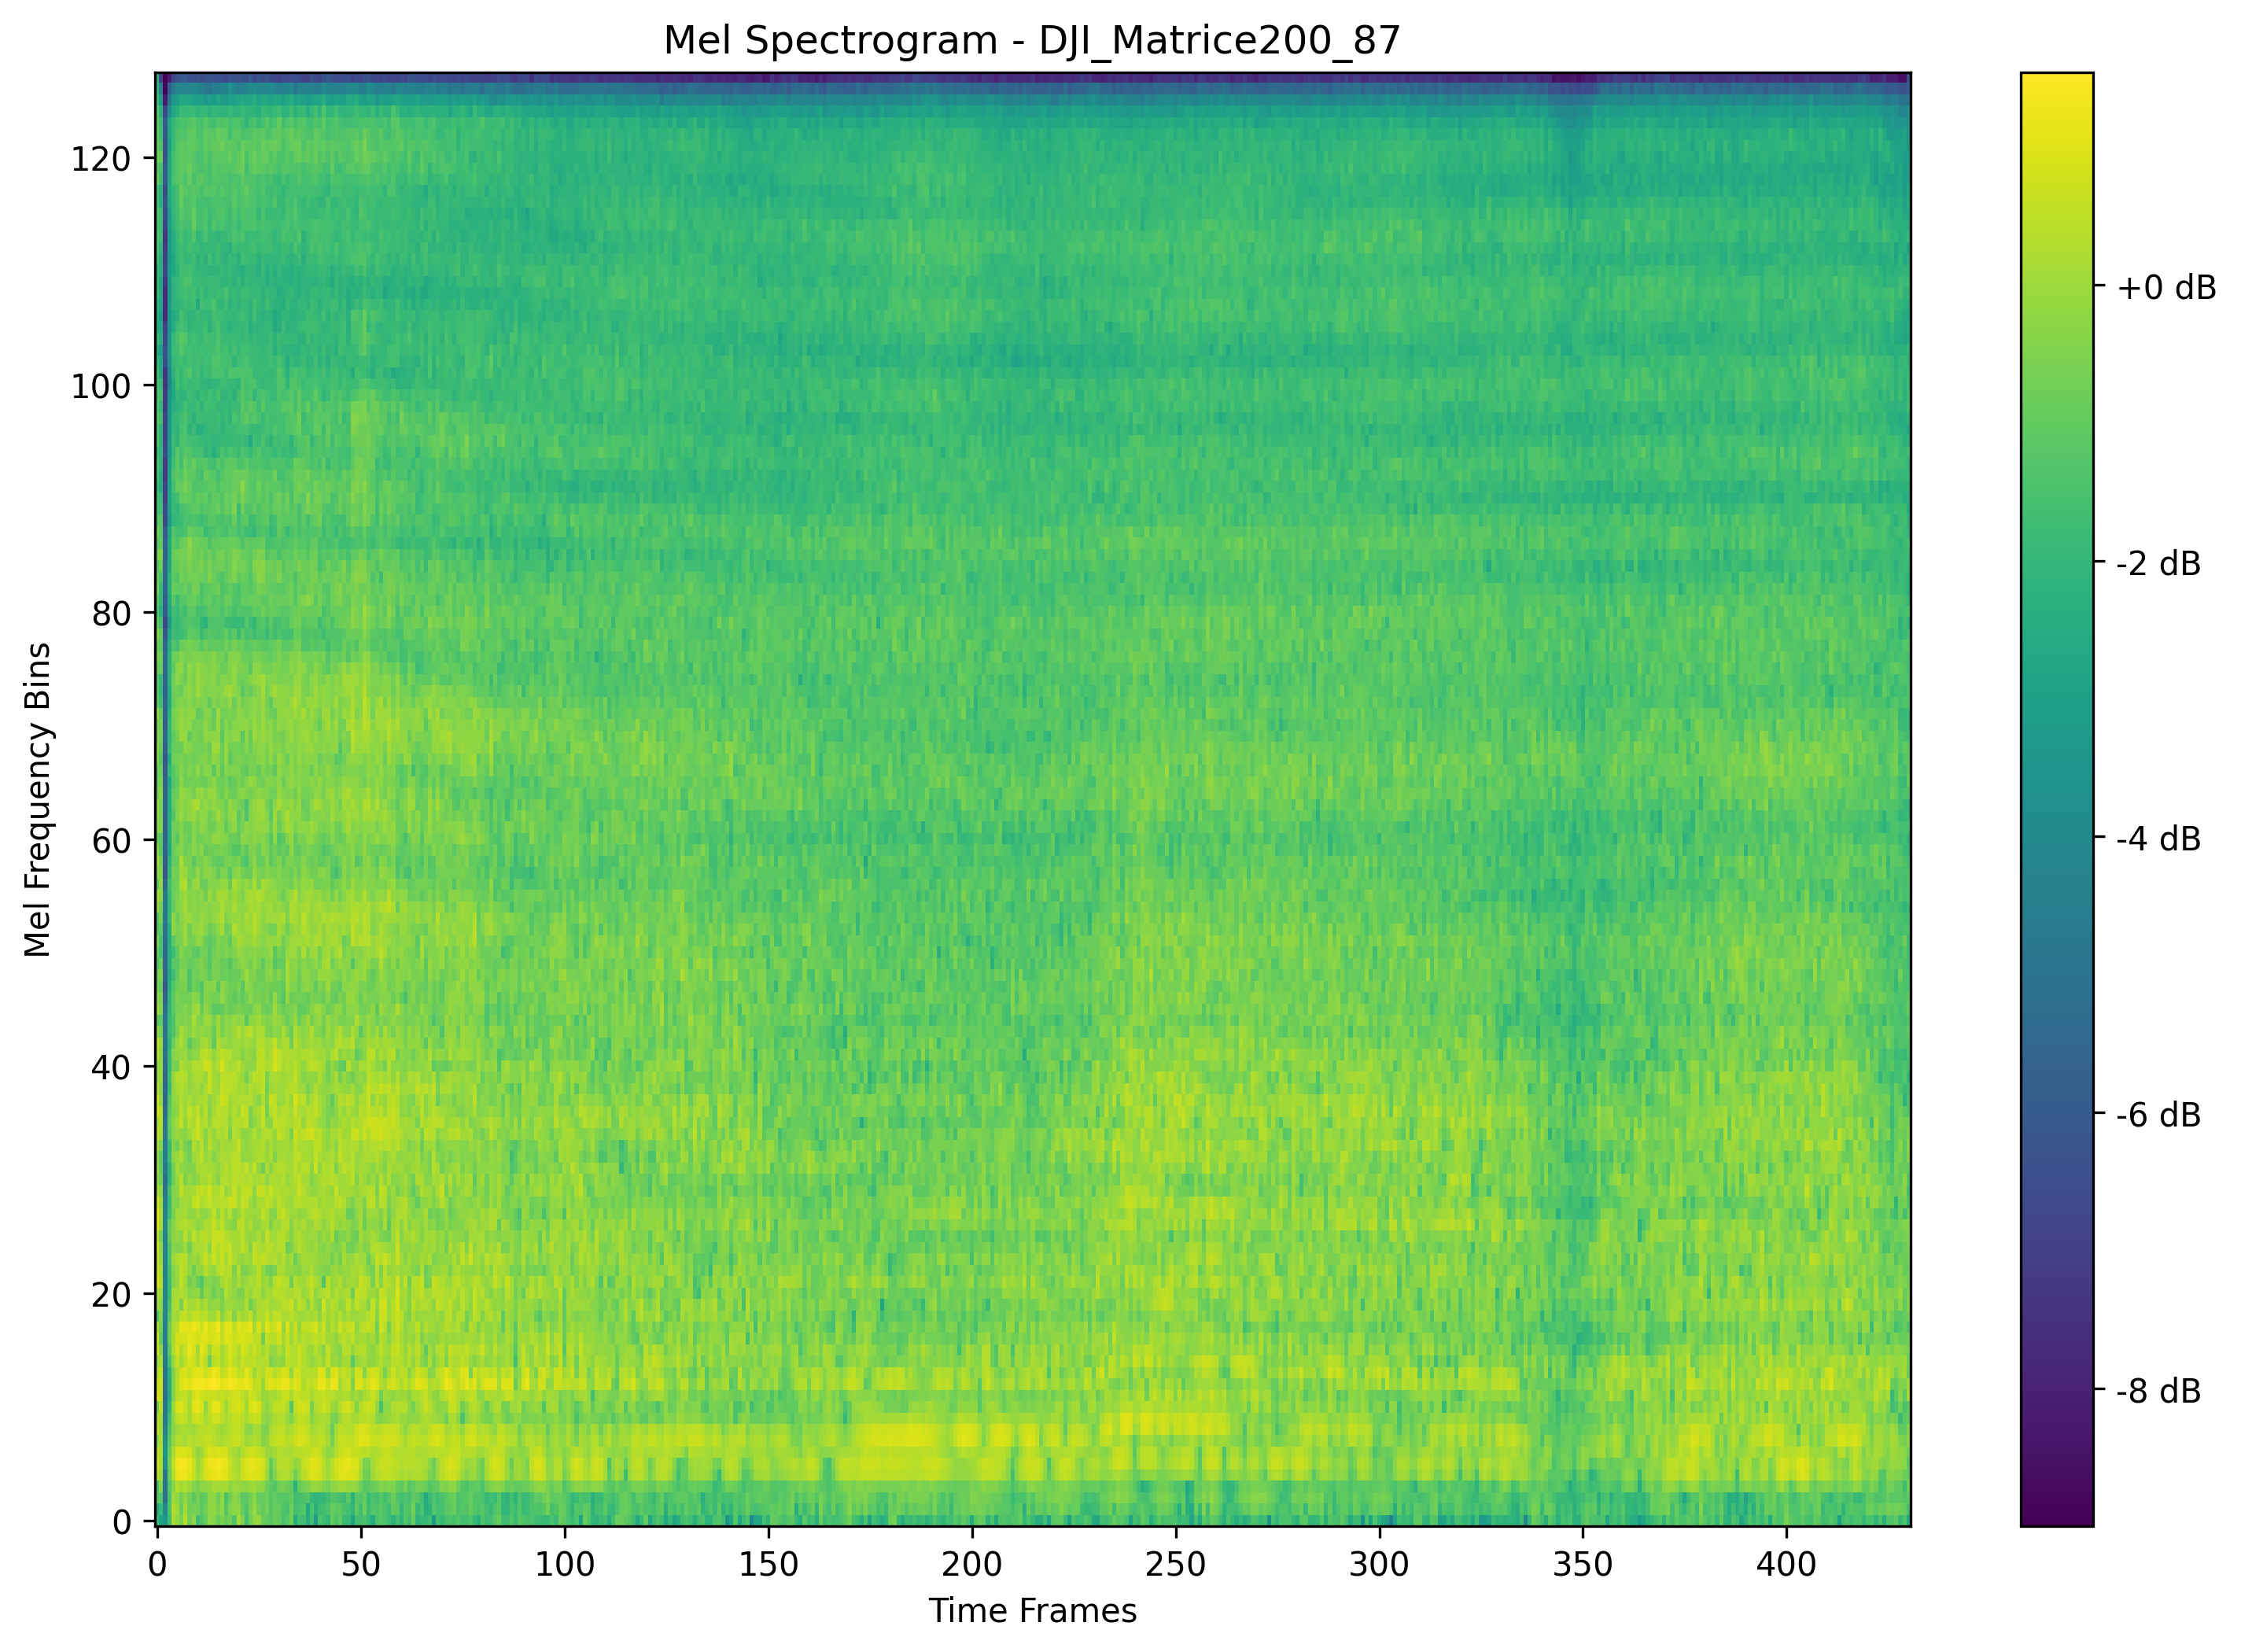 Mel Spectrogram - DJI_Matrice200_87
Mel Frequency Bins
120
100
80
60
40
20
0
0 50 100 150 200 250 300 350 400
Time Frames
+0 dB
-2 dB
-4 dB
-6 dB
-8 dB